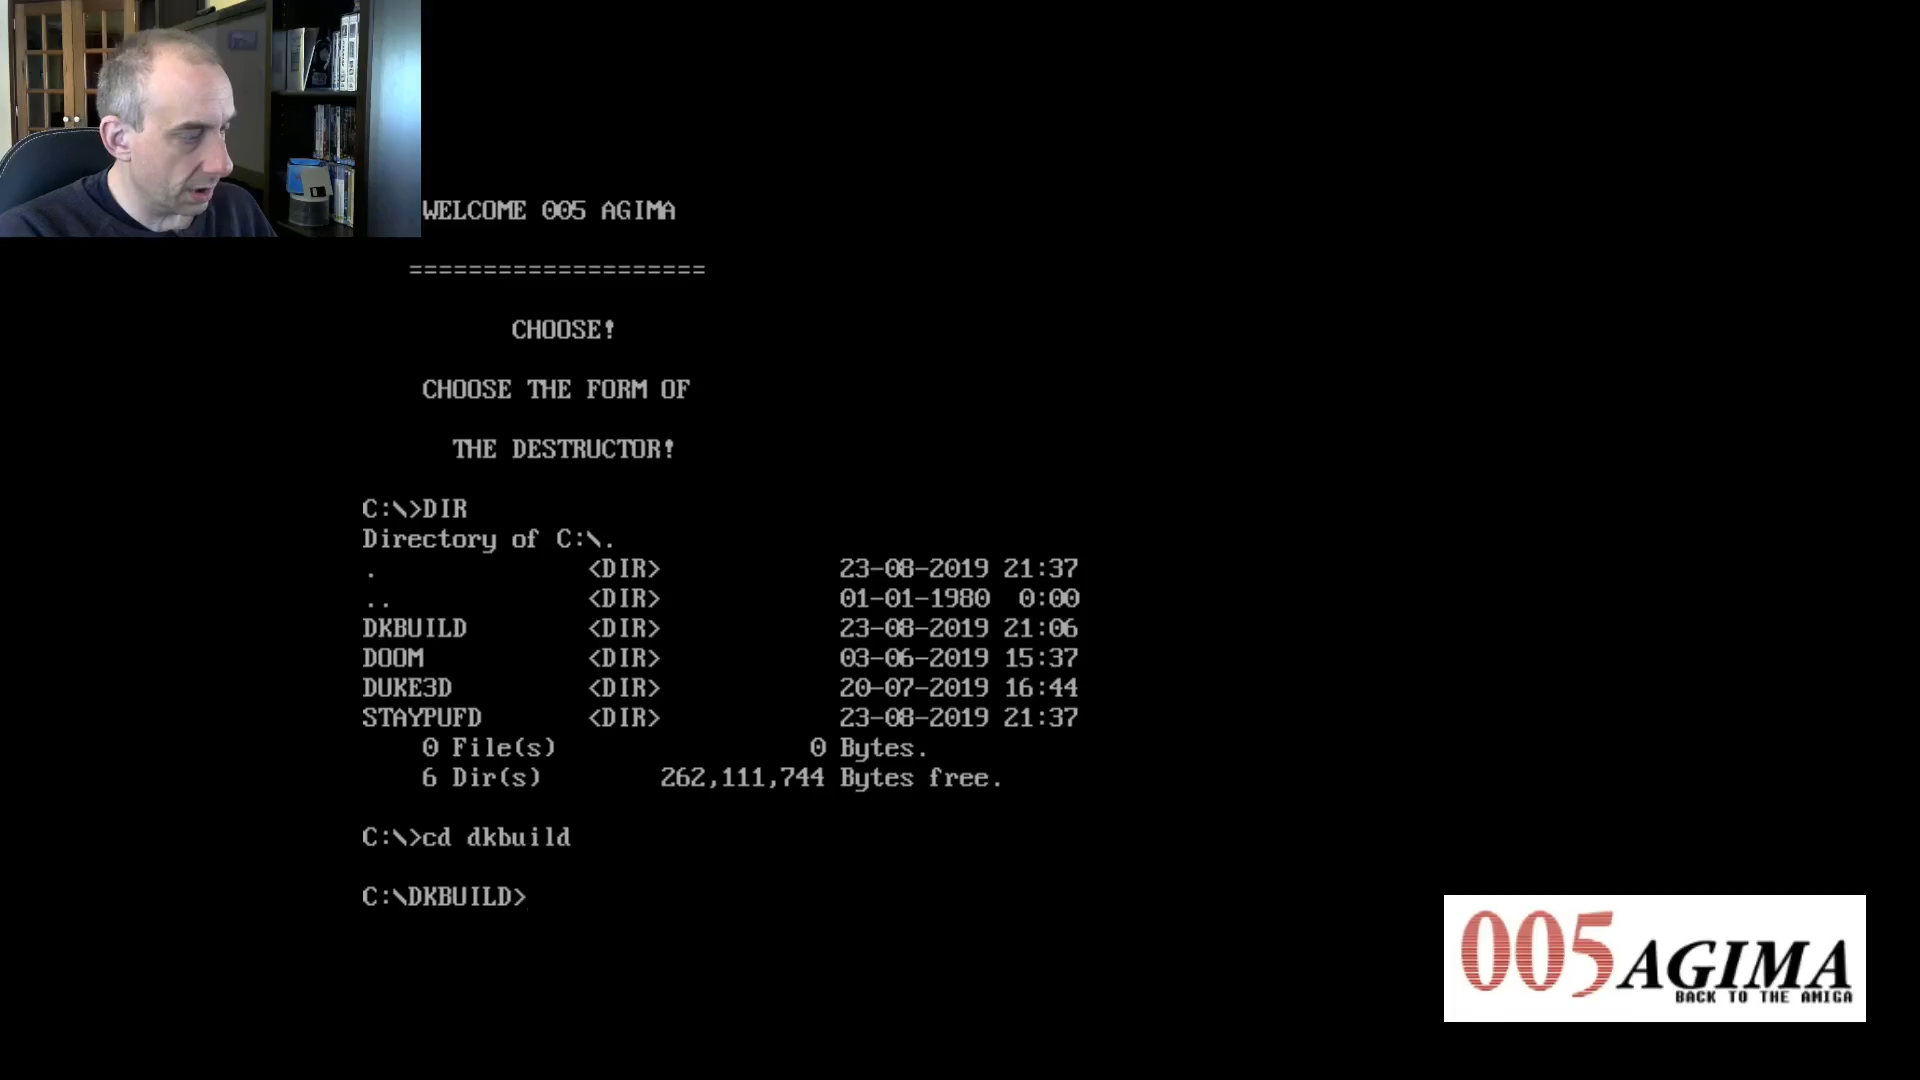 WELCOME 005 AGIMA
====================
CHOOSE!
CHOOSE THE FORM OF
THE DESTRUCTOR!
C:\>DIR
Directory of C:\.
. <DIR> 23-08-2019 21:37
.. <DIR> 01-01-1980 0:00
DKBUILD <DIR> 23-08-2019 21:06
DOOM <DIR> 03-06-2019 15:37
DUKE3D <DIR> 20-07-2019 16:44
STAYPUFD <DIR> 23-08-2019 21:37
0 File(s) 0 Bytes.
6 Dir(s) 262,111,744 Bytes free.
C:\>cd dkbuild
C:\DKBUILD>
005 AGIMA
BACK TO THE AMIGA